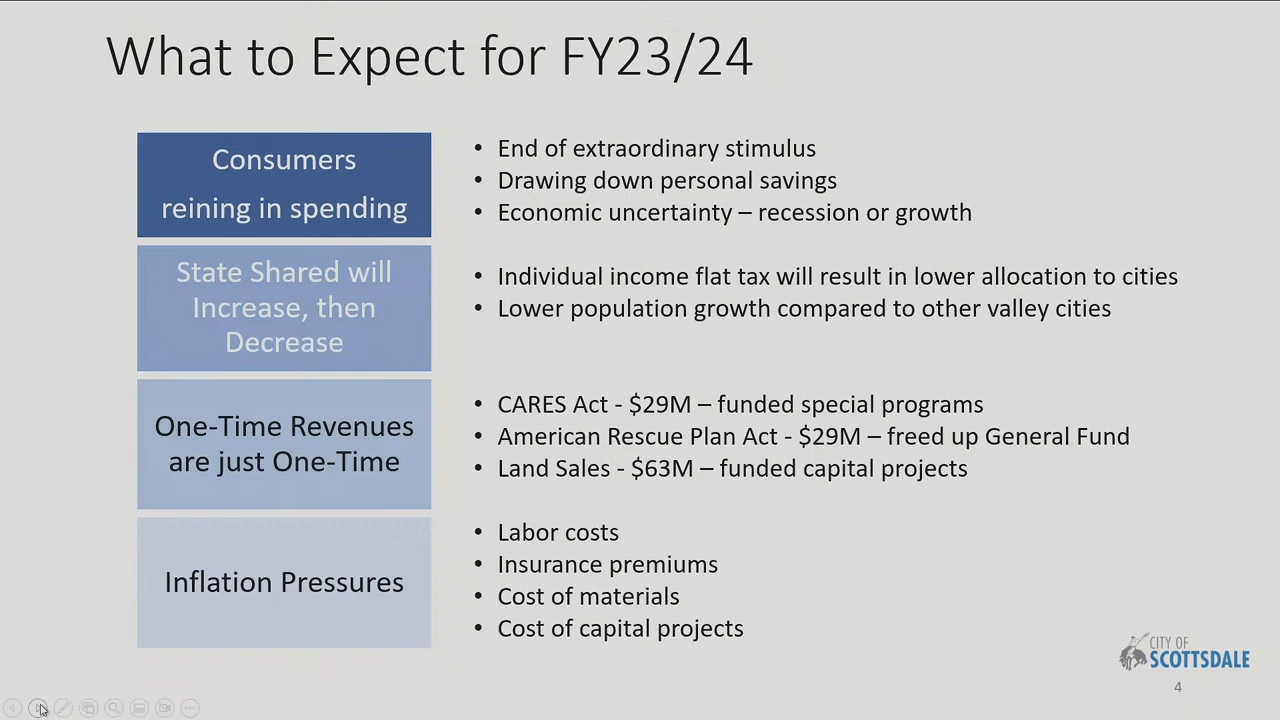 What to Expect for FY23/24
Consumers
reining in spending
• End of extraordinary stimulus
• Drawing down personal savings
• Economic uncertainty – recession or growth
State Shared will
Increase, then
Decrease
• Individual income flat tax will result in lower allocation to cities
• Lower population growth compared to other valley cities
One-Time Revenues
are just One-Time
• CARES Act - $29M – funded special programs
• American Rescue Plan Act - $29M – freed up General Fund
• Land Sales - $63M – funded capital projects
Inflation Pressures
• Labor costs
• Insurance premiums
• Cost of materials
• Cost of capital projects
CITY OF
SCOTTSDALE
4